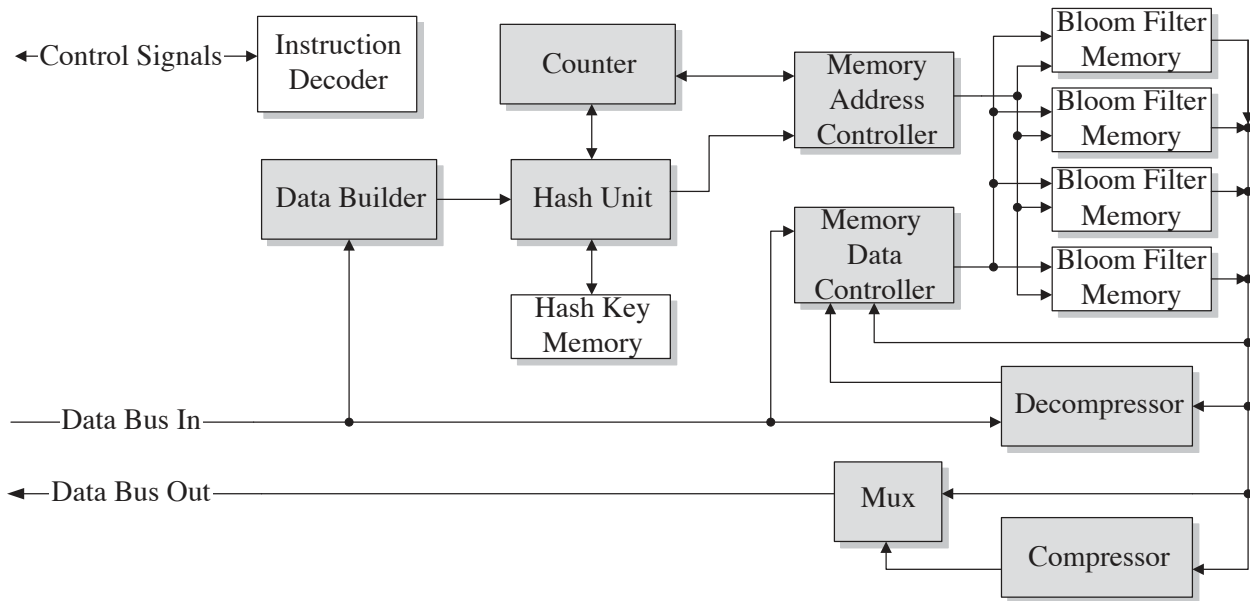 Control Signals
Instruction
Decoder
Counter
Memory
Address
Controller
Bloom Filter
Memory
Bloom Filter
Memory
Bloom Filter
Memory
Bloom Filter
Memory
Data Builder
Hash Unit
Memory
Data
Controller
Hash Key
Memory
Decompressor
Data Bus In
Data Bus Out
Mux
Compressor